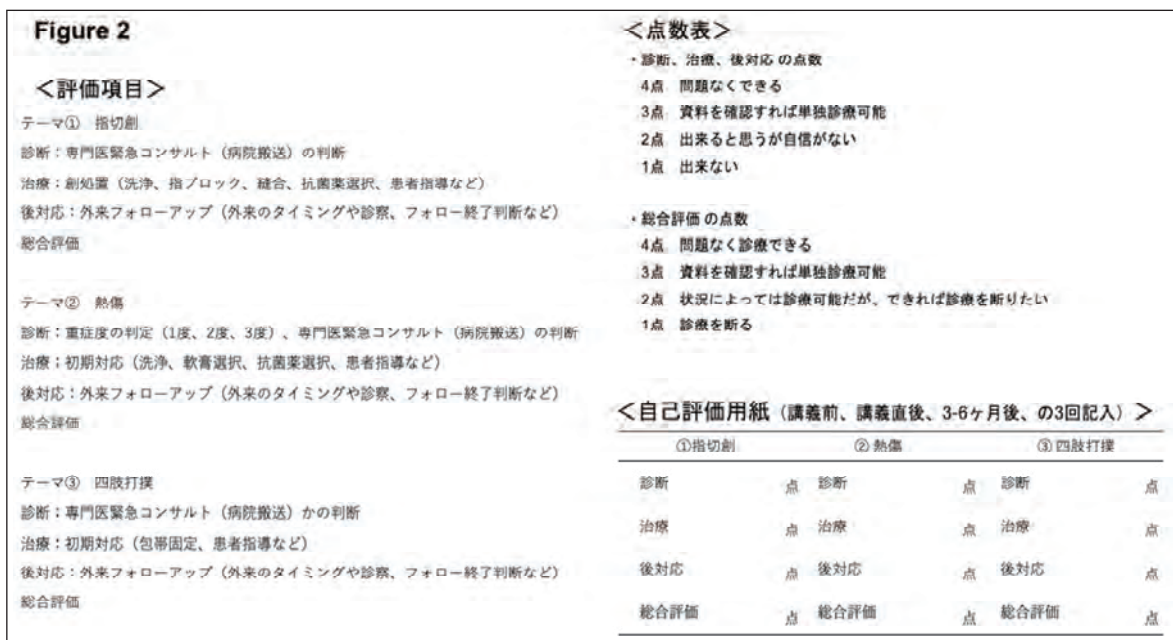 Figure 2
＜評価項目＞
テーマ① 指切創
診断：専門医緊急コンサルト（病院搬送）の判断
治療：創処置（洗浄、指ブロック、縫合、抗菌薬選択、患者指導など）
後対応：外来フォローアップ（外来のタイミングや診察、フォロー終了判断など）
総合評価
テーマ② 熱傷
診断：重症度の判定（1度、2度、3度）、専門医緊急コンサルト（病院搬送）の判断
治療：初期対応（洗浄、軟膏選択、抗菌薬選択、患者指導など）
後対応：外来フォローアップ（外来のタイミングや診察、フォロー終了判断など）
総合評価
テーマ③ 四肢打撲
診断：専門医緊急コンサルト（病院搬送）かの判断
治療：初期対応（包帯固定、患者指導など）
後対応：外来フォローアップ（外来のタイミングや診察、フォロー終了判断など）
総合評価
＜点数表＞
・診断、治療、後対応 の点数
4点 問題なくできる
3点 資料を確認すれば単独診療可能
2点 出来ると思うが自信がない
1点 出来ない
・総合評価 の点数
4点 問題なく診療できる
3点 資料を確認すれば単独診療可能
2点 状況によっては診療可能だが、できれば診療を断りたい
1点 診療を断る
＜自己評価用紙（講義前、講義直後、3-6ヶ月後、の3回記入）＞
①指切創 ②熱傷 ③四肢打撲
診断 点 診断 点 診断 点
治療 点 治療 点 治療 点
後対応 点 後対応 点 後対応 点
総合評価 点 総合評価 点 総合評価 点